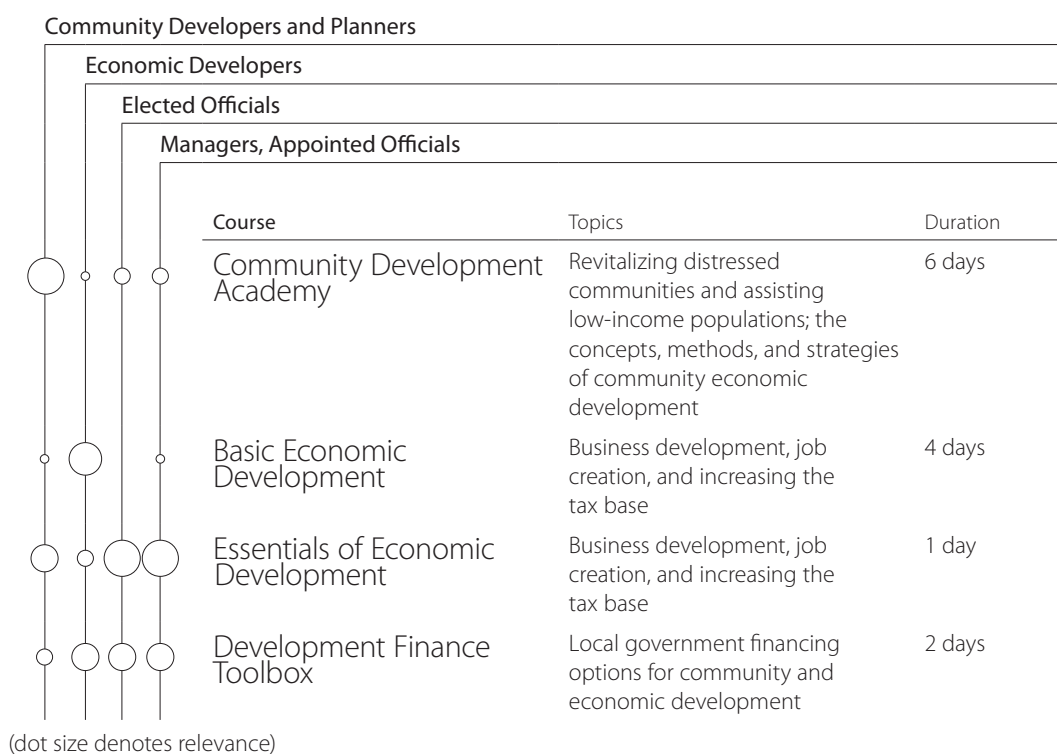 Community Developers and Planners
Economic Developers
Elected Officials
Managers, Appointed Officials
Course Topics Duration
Community Development
Academy
Revitalizing distressed
communities and assisting
low-income populations; the
concepts, methods, and strategies
of community economic
development
6 days
Basic Economic
Development
Business development, job
creation, and increasing the
tax base
4 days
Essentials of Economic
Development
Business development, job
creation, and increasing the
tax base
1 day
Development Finance
Toolbox
Local government financing
options for community and
economic development
2 days
(dot size denotes relevance)